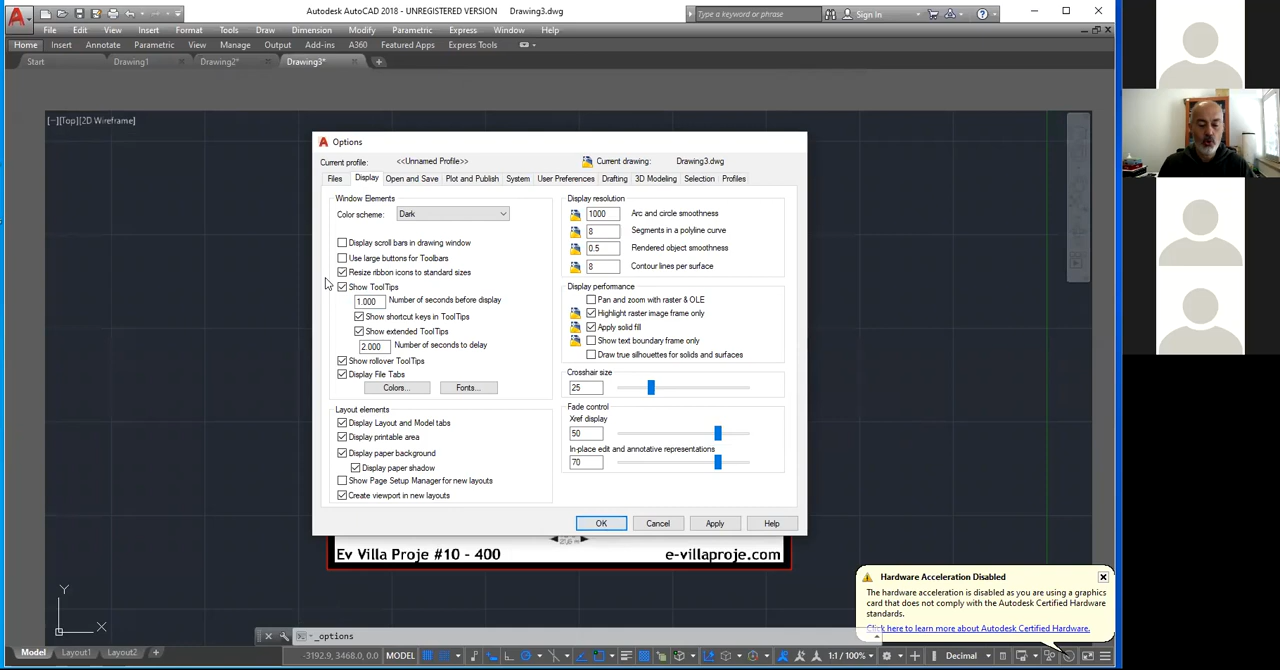 Autodesk AutoCAD 2018 - UNREGISTERED VERSION Drawing3.dwg
Type a keyword or phrase
Sign In
File Edit View Insert Format Tools Draw Dimension Modify Parametric Express Window Help
Home Insert Annotate Parametric View Manage Output Add-ins A360 Featured Apps Express Tools
Start Drawing1 Drawing2* Drawing3*
[−][Top][2D Wireframe]
Options
Current profile: <<Unnamed Profile>> Current drawing: Drawing3.dwg
Files Display Open and Save Plot and Publish System User Preferences Drafting 3D Modeling Selection Profiles
Window Elements
Color scheme: Dark
Display scroll bars in drawing window
Use large buttons for Toolbars
Resize ribbon icons to standard sizes
Show ToolTips
1.000 Number of seconds before display
Show shortcut keys in ToolTips
Show extended ToolTips
2.000 Number of seconds to delay
Show rollover ToolTips
Display File Tabs
Colors... Fonts...
Layout elements
Display Layout and Model tabs
Display printable area
Display paper background
Display paper shadow
Show Page Setup Manager for new layouts
Create viewport in new layouts
Display resolution
1000 Arc and circle smoothness
8 Segments in a polyline curve
0.5 Rendered object smoothness
8 Contour lines per surface
Display performance
Pan and zoom with raster & OLE
Highlight raster image frame only
Apply solid fill
Show text boundary frame only
Draw true silhouettes for solids and surfaces
Crosshair size
25
Fade control
Xref display
50
In-place edit and annotative representations
70
OK Cancel Apply Help
Ev Villa Proje #10 - 400 e-villaproje.com
Hardware Acceleration Disabled
The hardware acceleration is disabled as you are using a graphics
card that does not comply with the Autodesk Certified Hardware
standards.
Click here to learn more about Autodesk Certified Hardware.
Y
X
_options
Model Layout1 Layout2
-3192.9, 3468.0, 0.0 MODEL 1:1 / 100% Decimal